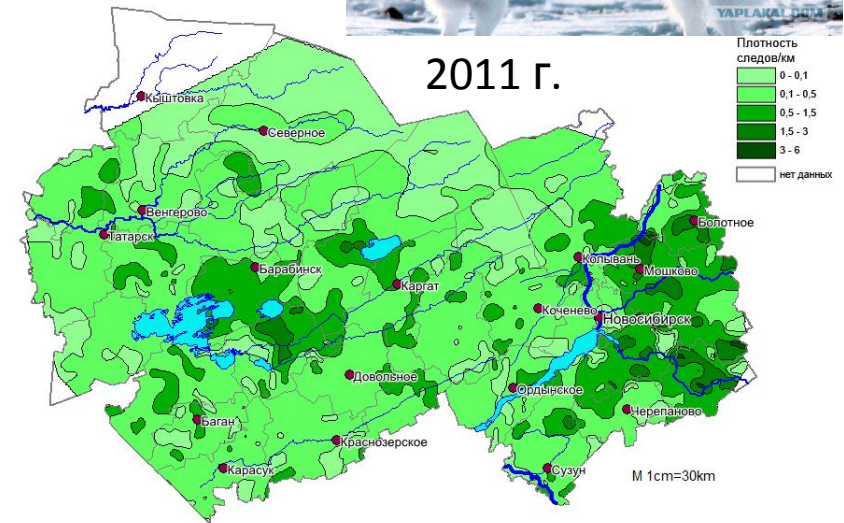 YAPLAKAL.COM
2011 г.
Плотность
следов/км
0 - 0,1
0,1 - 0,5
0,5 - 1,5
1,5 - 3
3 - 6
нет данных
Кыштовка
Северное
Венгерово
Татарск
Болотное
Барабинск
Колывань
Мошково
Каргат
Коченево
Новосибирск
Довольное
Ордынское
Черепаново
Баган
Краснозерское
Карасук
Сузун
М 1cm=30km